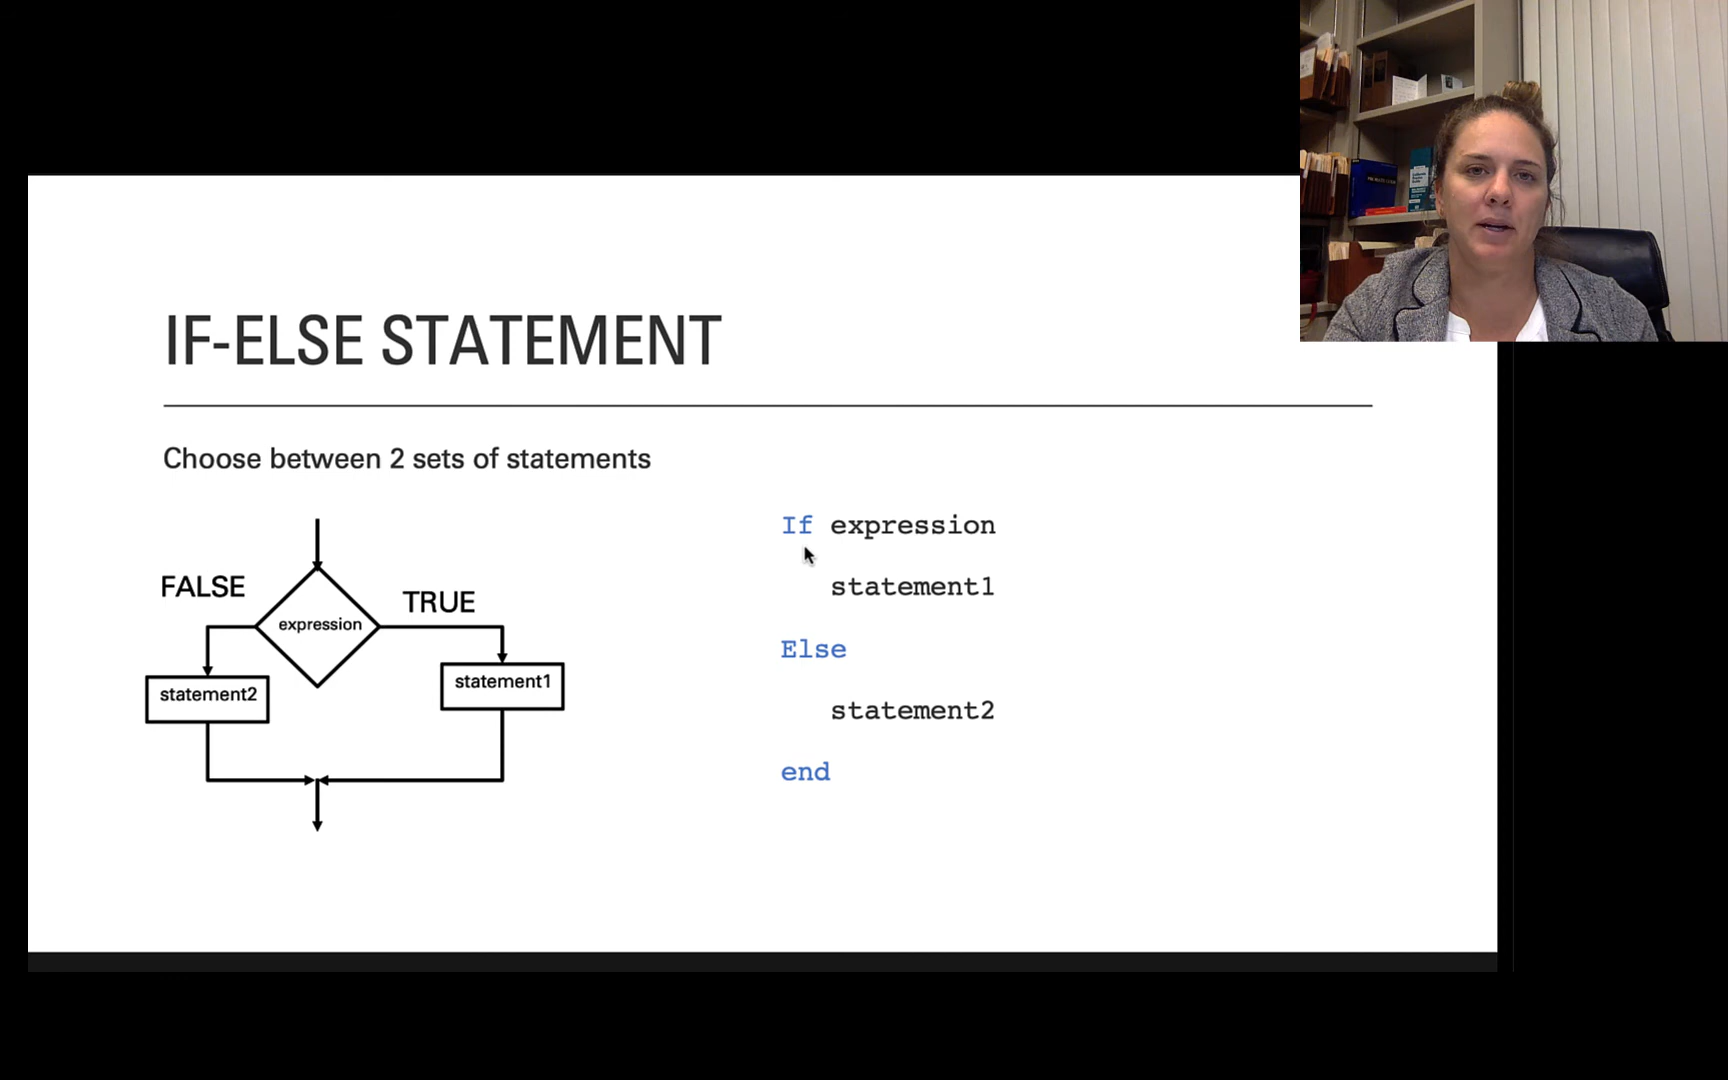 IF-ELSE STATEMENT
Choose between 2 sets of statements
FALSE
TRUE
expression
statement2
statement1
If expression
statement1
Else
statement2
end